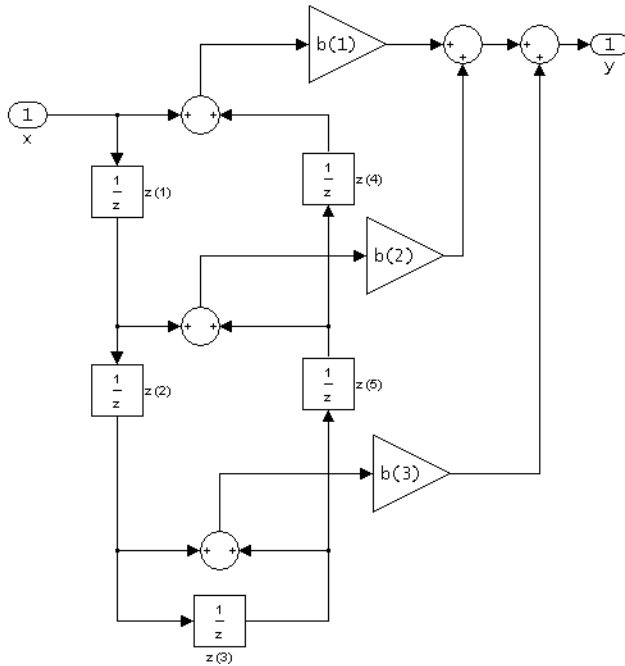 b(1)
+ +
+ +
1
y
1
x
+ +
1
z
z(1)
1
z
z(4)
b(2)
+ +
1
z
z(2)
1
z
z(5)
b(3)
+ +
1
z
z(3)